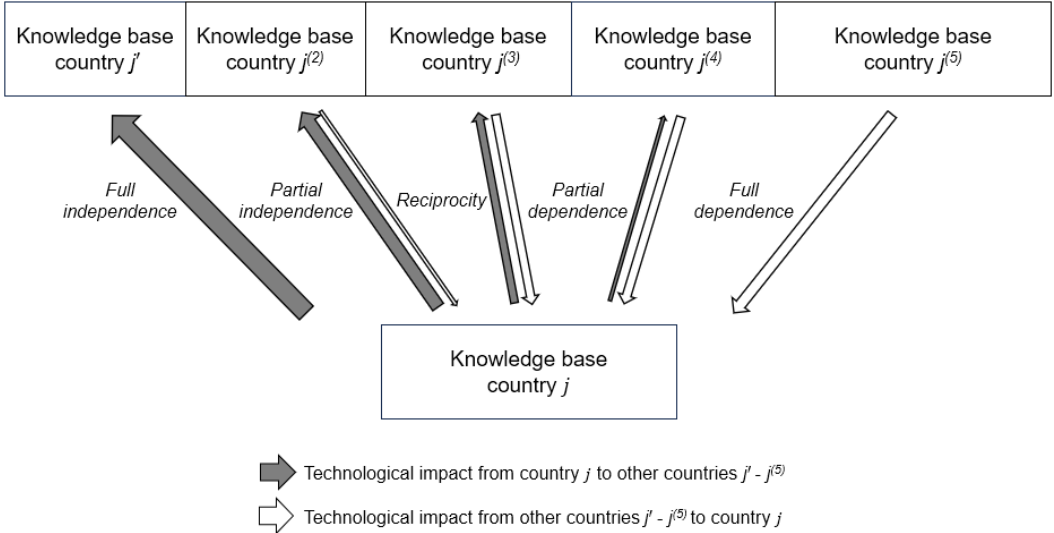 Knowledge base
country j′
Knowledge base
country j(2)
Knowledge base
country j(3)
Knowledge base
country j(4)
Knowledge base
country j(5)
Full
independence
Partial
independence
Reciprocity
Partial
dependence
Full
dependence
Knowledge base
country j
Technological impact from country j to other countries j′ - j(5)
Technological impact from other countries j′ - j(5) to country j